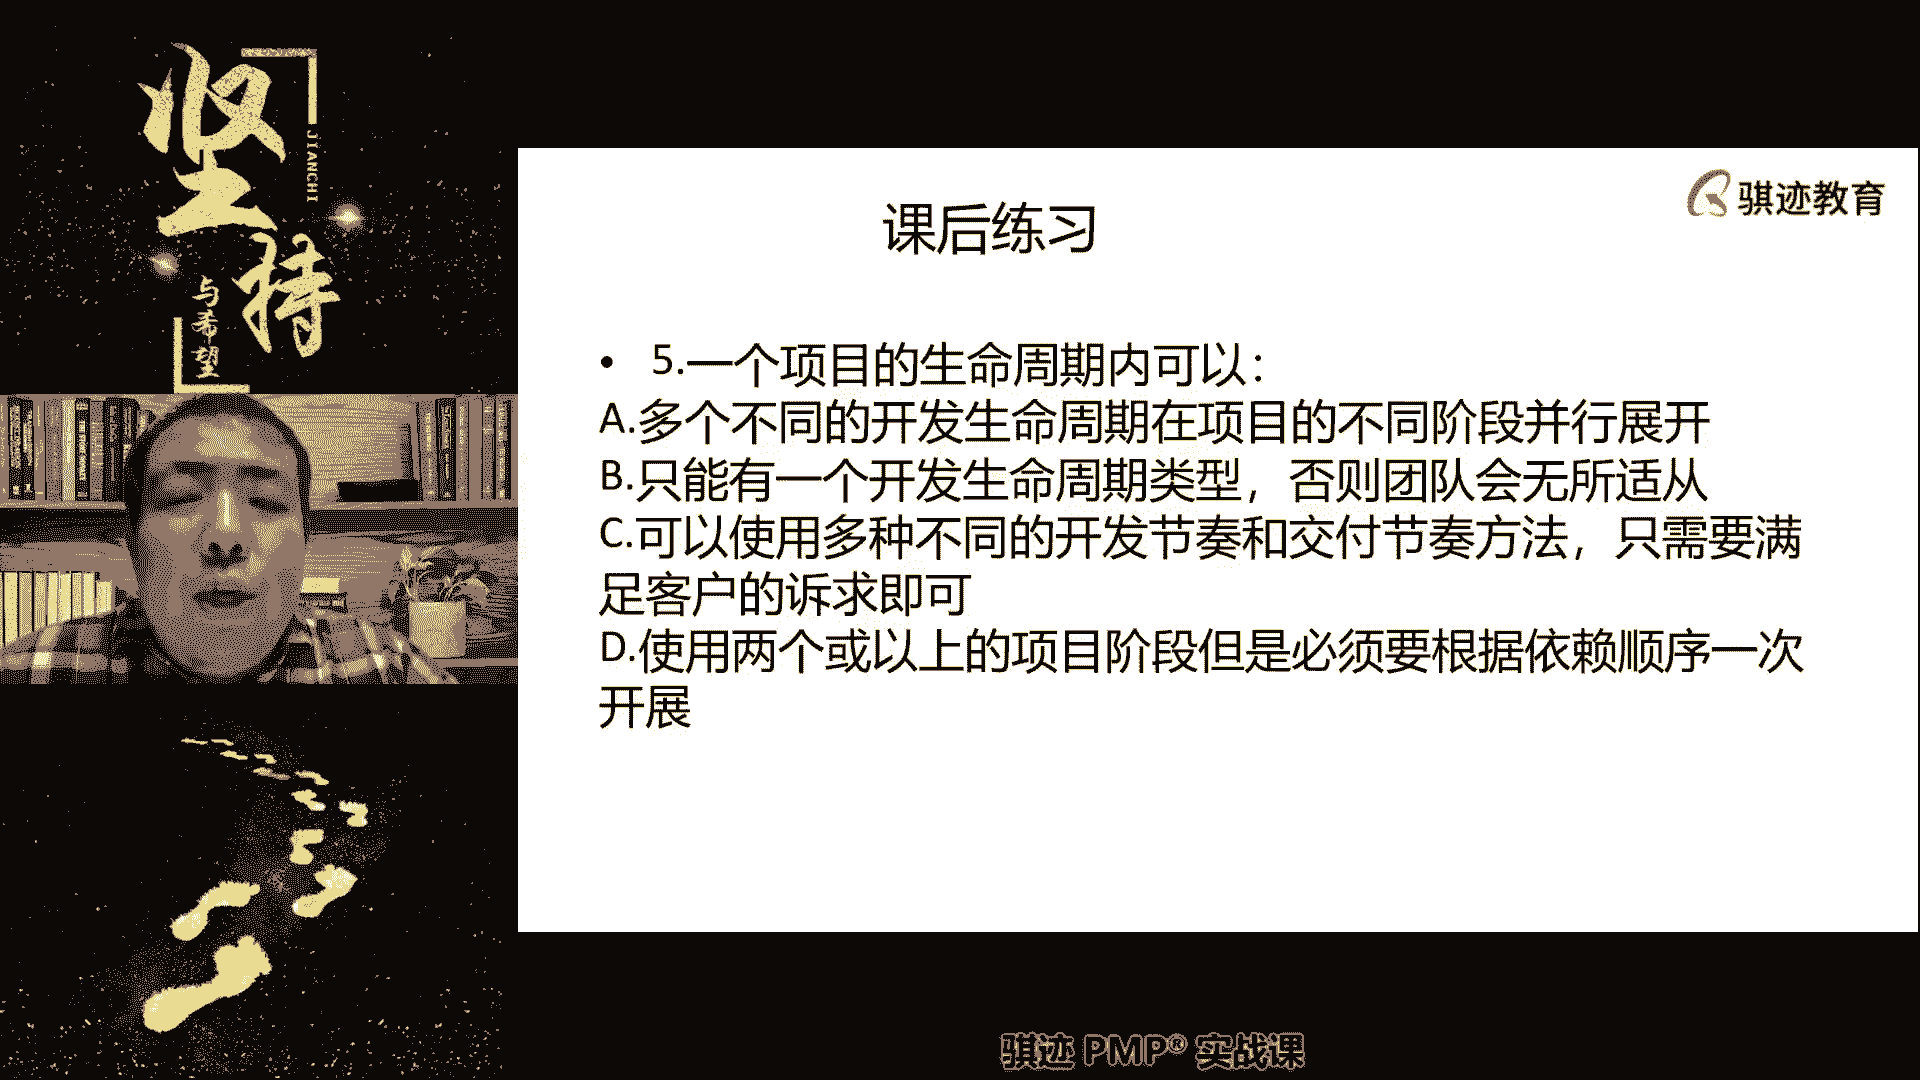 坚持
JIANCHI
与希望
骐迹教育
课后练习
• 5.一个项目的生命周期内可以：
A.多个不同的开发生命周期在项目的不同阶段并行展开
B.只能有一个开发生命周期类型，否则团队会无所适从
C.可以使用多种不同的开发节奏和交付节奏方法，只需要满
足客户的诉求即可
D.使用两个或以上的项目阶段但是必须要根据依赖顺序一次
开展
骐迹 PMP® 实战课